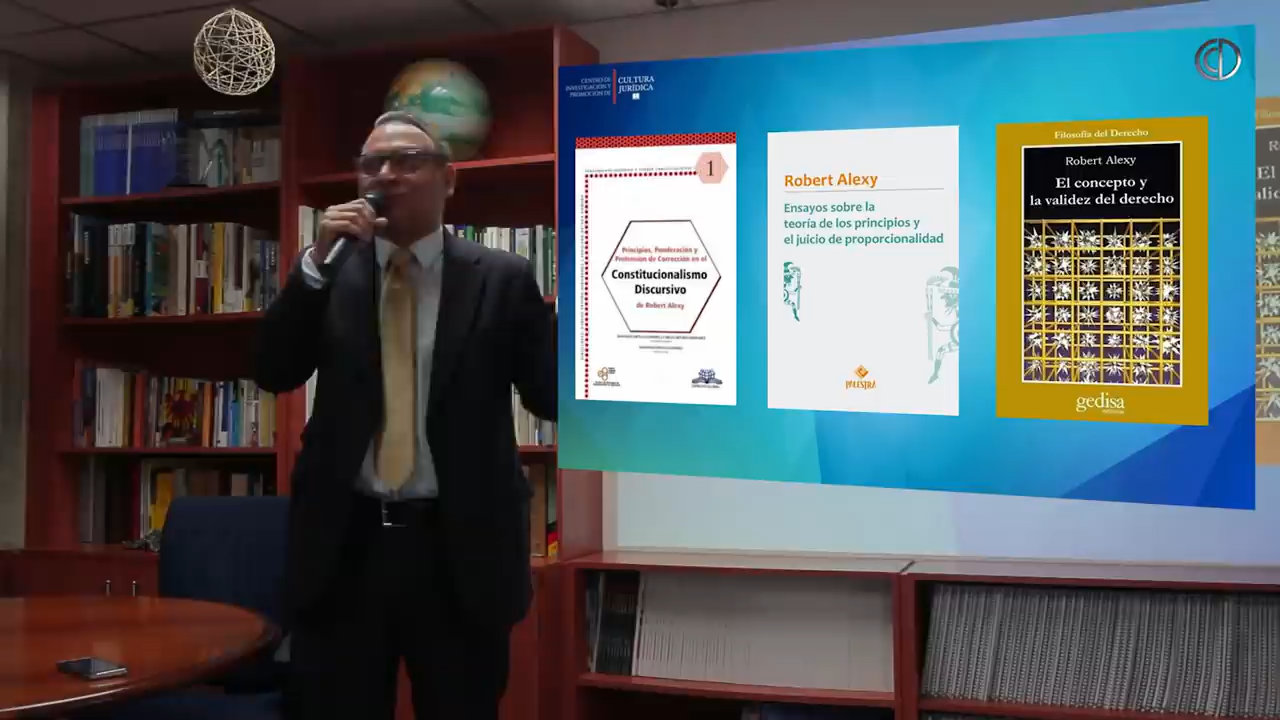 CENTRO DE
INVESTIGACIÓN Y
PROMOCIÓN DE
CULTURA
JURÍDICA
1
Principios, Ponderación y
Pretensión de Corrección en el
Constitucionalismo
Discursivo
de Robert Alexy
Robert Alexy
Ensayos sobre la
teoría de los principios y
el juicio de proporcionalidad
PALESTRA
Filosofía del Derecho
Robert Alexy
El concepto y
la validez del derecho
gedisa